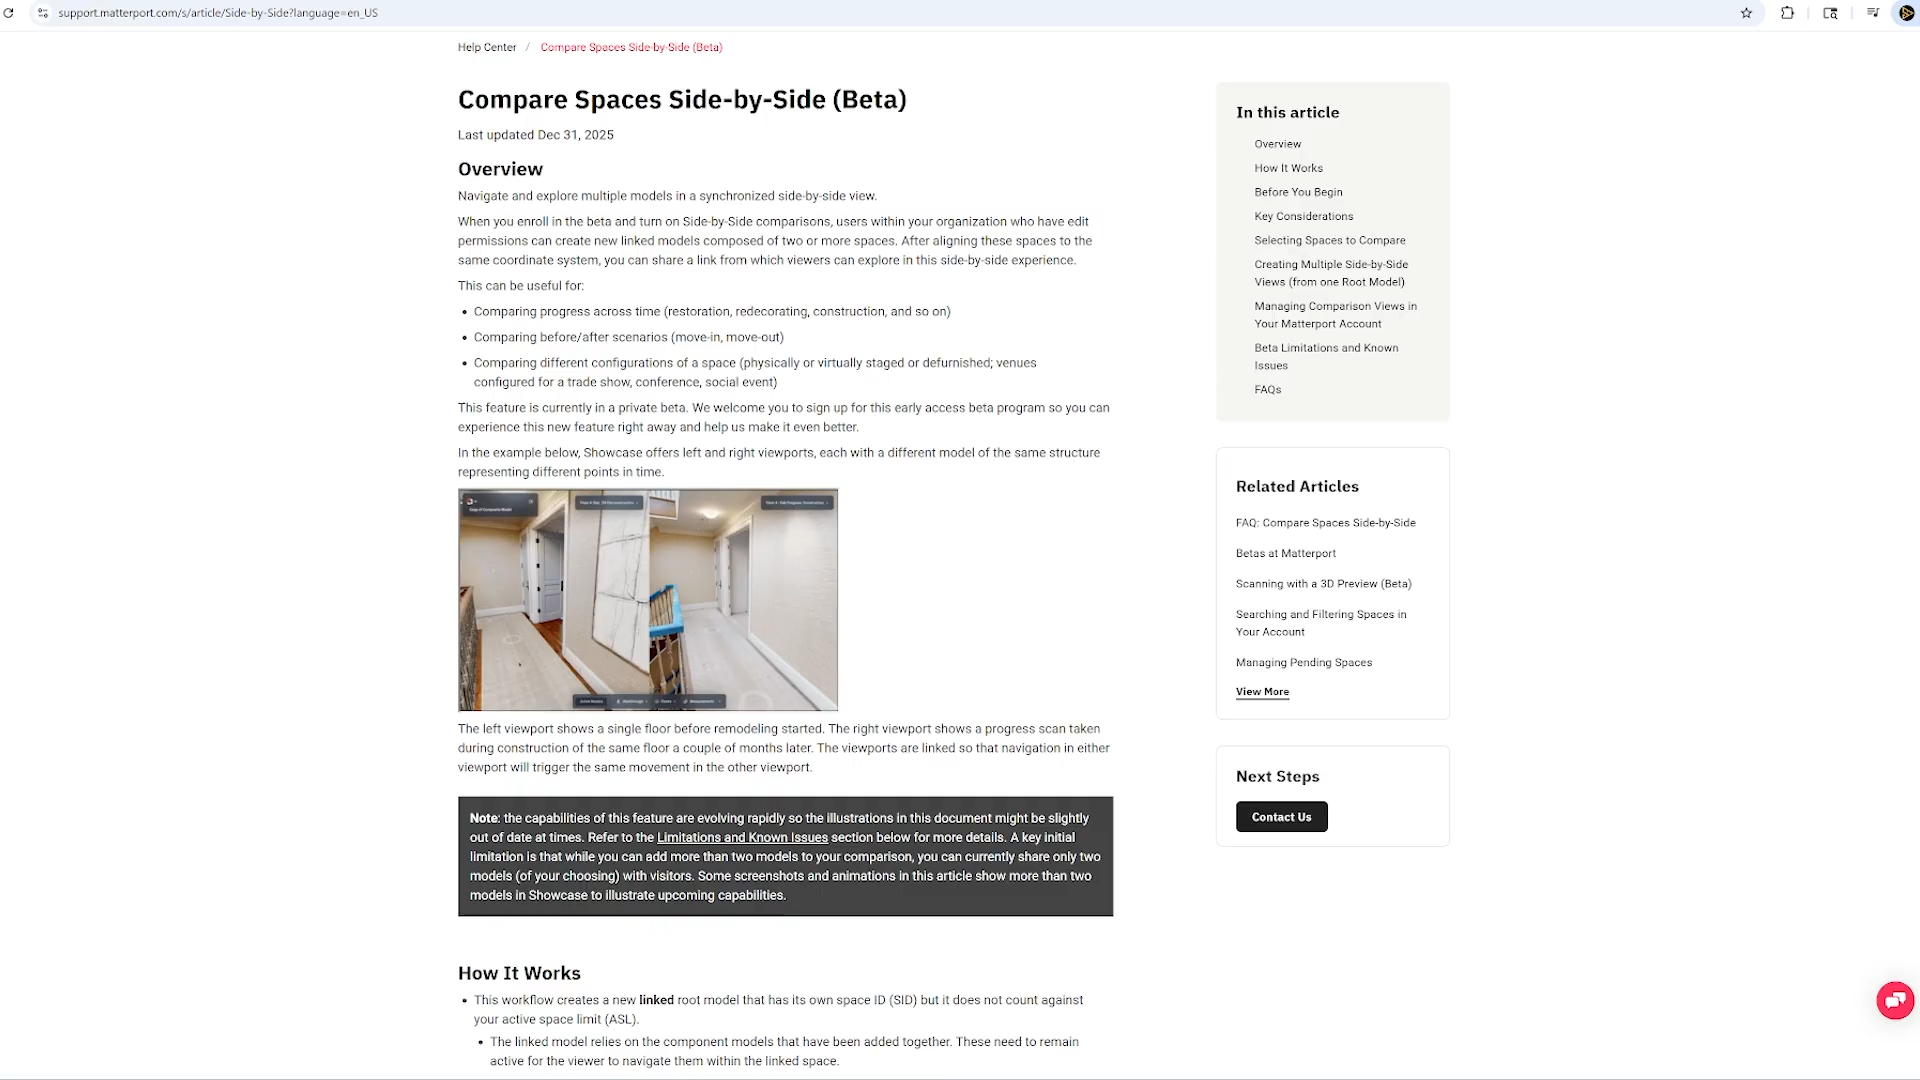 support.matterport.com/s/article/Side-by-Side?language=en_US
Help Center / Compare Spaces Side-by-Side (Beta)
Compare Spaces Side-by-Side (Beta)
Last updated Dec 31, 2025
Overview
Navigate and explore multiple models in a synchronized side-by-side view.
When you enroll in the beta and turn on Side-by-Side comparisons, users within your organization who have edit
permissions can create new linked models composed of two or more spaces. After aligning these spaces to the
same coordinate system, you can share a link from which viewers can explore in this side-by-side experience.
This can be useful for:
• Comparing progress across time (restoration, redecorating, construction, and so on)
• Comparing before/after scenarios (move-in, move-out)
• Comparing different configurations of a space (physically or virtually staged or defurnished; venues
configured for a trade show, conference, social event)
This feature is currently in a private beta. We welcome you to sign up for this early access beta program so you can
experience this new feature right away and help us make it even better.
In the example below, Showcase offers left and right viewports, each with a different model of the same structure
representing different points in time.
The left viewport shows a single floor before remodeling started. The right viewport shows a progress scan taken
during construction of the same floor a couple of months later. The viewports are linked so that navigation in either
viewport will trigger the same movement in the other viewport.
Note: the capabilities of this feature are evolving rapidly so the illustrations in this document might be slightly
out of date at times. Refer to the Limitations and Known Issues section below for more details. A key initial
limitation is that while you can add more than two models to your comparison, you can currently share only two
models (of your choosing) with visitors. Some screenshots and animations in this article show more than two
models in Showcase to illustrate upcoming capabilities.
How It Works
• This workflow creates a new linked root model that has its own space ID (SID) but it does not count against
your active space limit (ASL).
• The linked model relies on the component models that have been added together. These need to remain
active for the viewer to navigate them within the linked space.
In this article
Overview
How It Works
Before You Begin
Key Considerations
Selecting Spaces to Compare
Creating Multiple Side-by-Side
Views (from one Root Model)
Managing Comparison Views in
Your Matterport Account
Beta Limitations and Known
Issues
FAQs
Related Articles
FAQ: Compare Spaces Side-by-Side
Betas at Matterport
Scanning with a 3D Preview (Beta)
Searching and Filtering Spaces in
Your Account
Managing Pending Spaces
View More
Next Steps
Contact Us